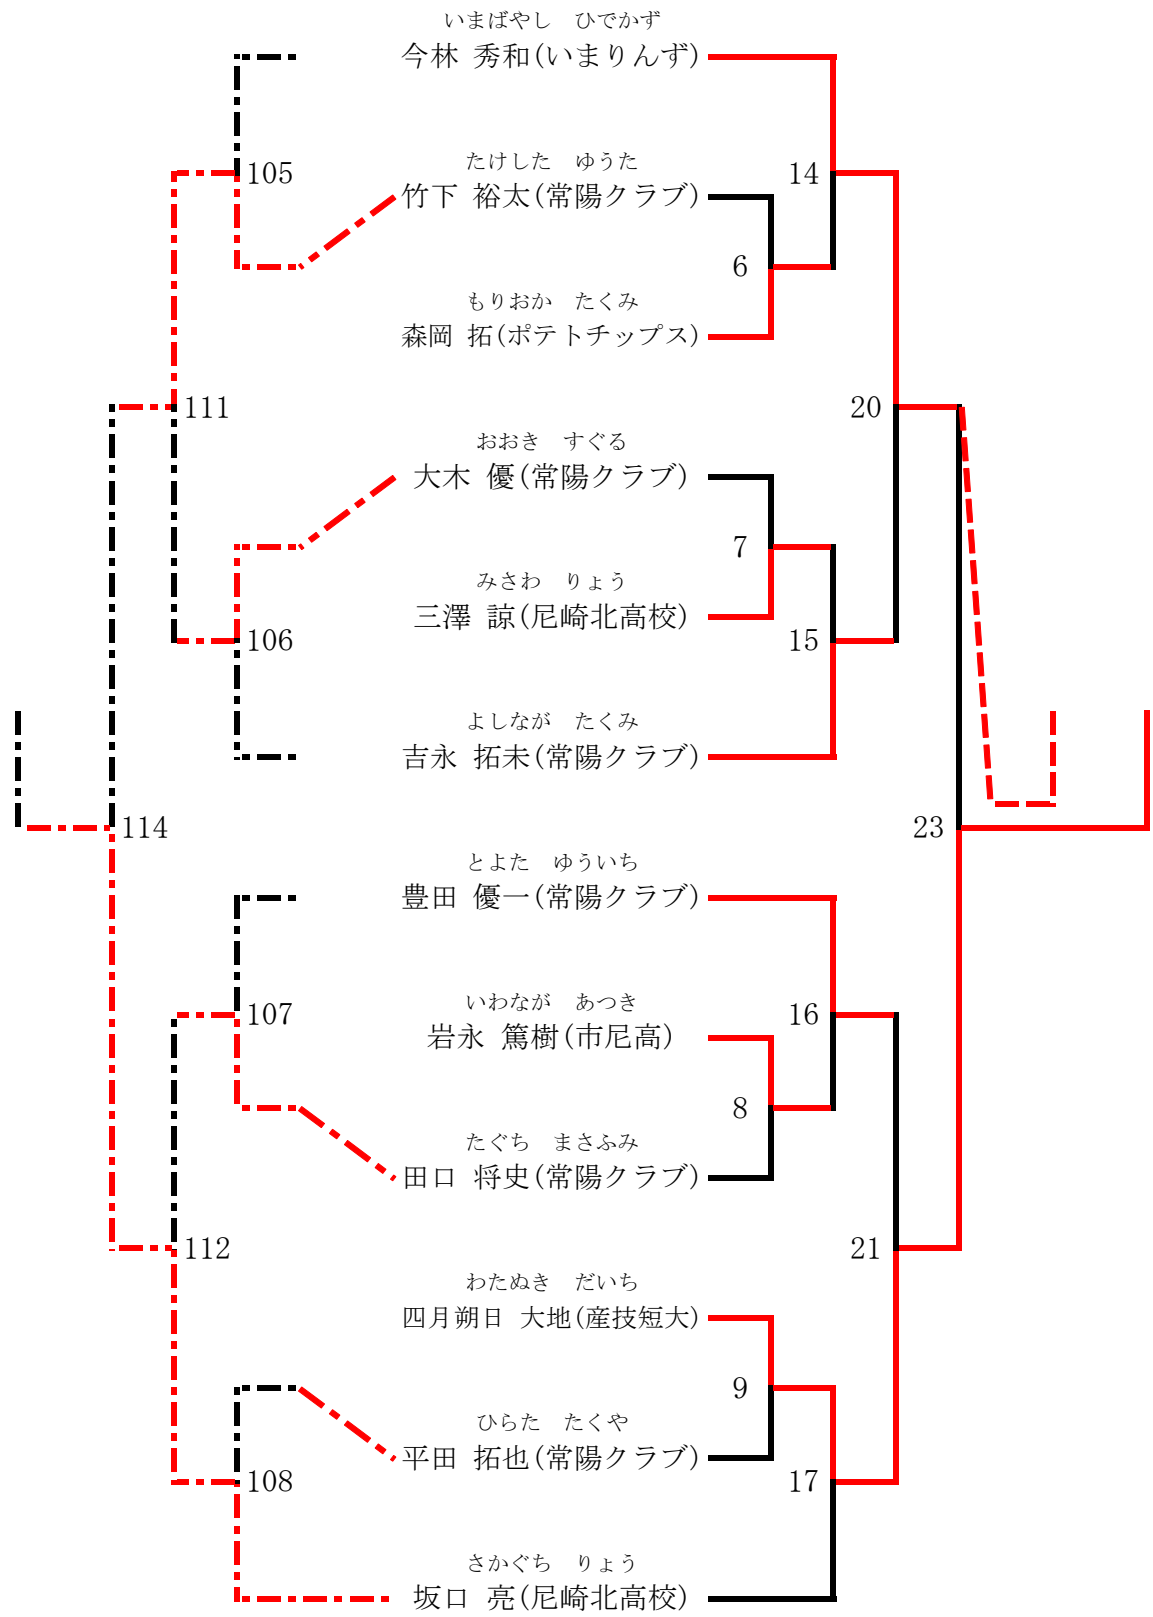 いまばやし ひでかず
今林 秀和(いまりんず)
105
たけした ゆうた
14
竹下 裕太(常陽クラブ)
6
もりおか たくみ
森岡 拓(ポテトチップス)
111
20
おおき すぐる
大木 優(常陽クラブ)
7
みさわ りょう
三澤 諒(尼崎北高校)
106
15
よしなが たくみ
吉永 拓未(常陽クラブ)
114
23
とよた ゆういち
豊田 優一(常陽クラブ)
107
いわなが あつき
16
岩永 篤樹(市尼高)
8
たぐち まさふみ
田口 将史(常陽クラブ)
112
21
わたぬき だいち
四月朔日 大地(産技短大)
9
ひらた たくや
平田 拓也(常陽クラブ)
108
17
さかぐち りょう
坂口 亮(尼崎北高校)